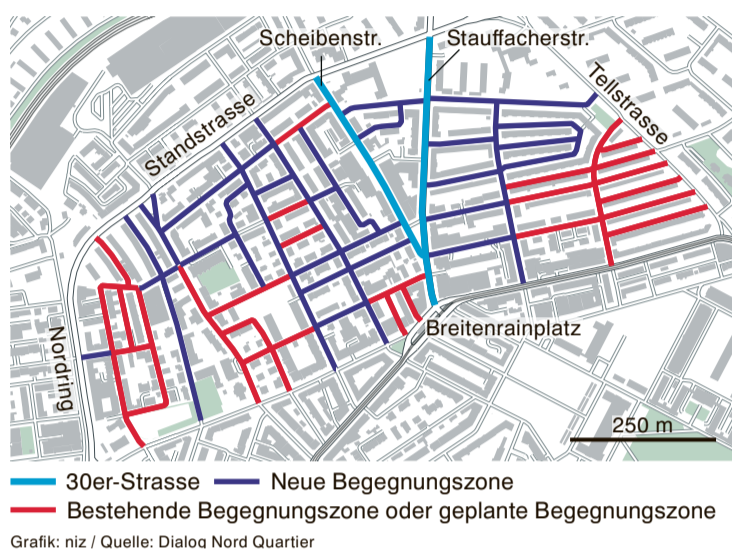 Scheibenstr.
Stauffacherstr.
Tellstrasse
Standstrasse
Nordring
Breitenrainplatz
250 m
30er-Strasse
Neue Begegnungszone
Bestehende Begegnungszone oder geplante Begegnungszone
Grafik: niz / Quelle: Dialog Nord Quartier